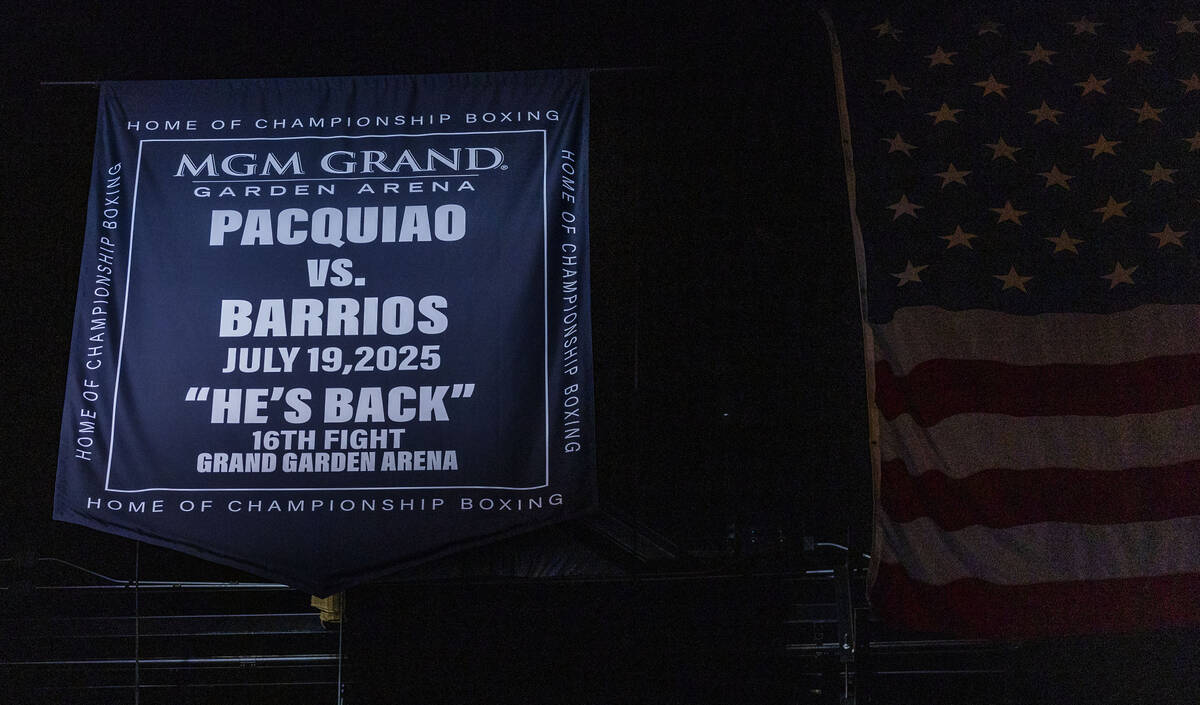 HOME OF CHAMPIONSHIP BOXING
HOME OF CHAMPIONSHIP BOXING
HOME OF CHAMPIONSHIP BOXING
MGM GRAND®
GARDEN ARENA
PACQUIAO
VS.
BARRIOS
JULY 19,2025
“HE’S BACK”
16TH FIGHT
GRAND GARDEN ARENA
HOME OF CHAMPIONSHIP BOXING